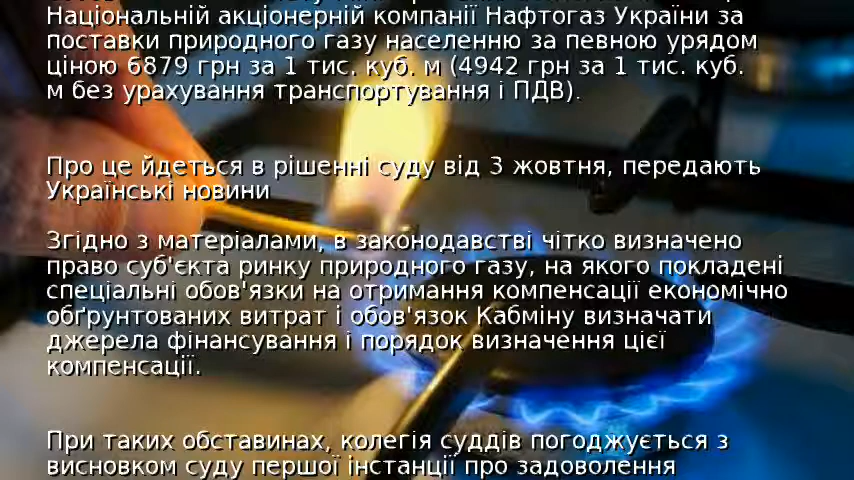 Національній акціонерній компанії Нафтогаз України за
поставки природного газу населенню за певною урядом
ціною 6879 грн за 1 тис. куб. м (4942 грн за 1 тис. куб.
м без урахування транспортування і ПДВ).
Про це йдеться в рішенні суду від 3 жовтня, передають
Українські новини
Згідно з матеріалами, в законодавстві чітко визначено
право суб'єкта ринку природного газу, на якого покладені
спеціальні обов'язки на отримання компенсації економічно
обґрунтованих витрат і обов'язок Кабміну визначати
джерела фінансування і порядок визначення цієї
компенсації.
При таких обставинах, колегія суддів погоджується з
висновком суду першої інстанції про задоволення